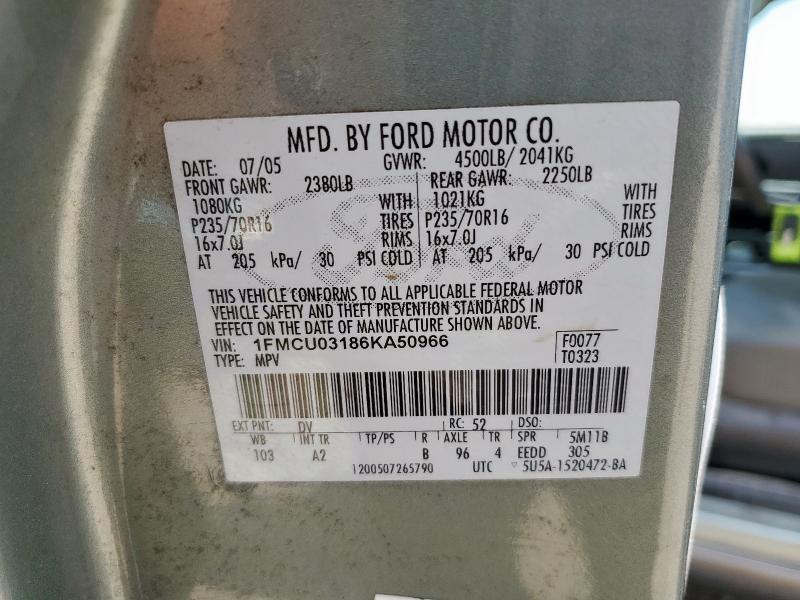 MFD. BY FORD MOTOR CO.
DATE: 07/05 GVWR: 4500LB/ 2041KG
FRONT GAWR: 2380LB REAR GAWR: 2250LB
1080KG WITH 1021KG WITH
P235/70R16 TIRES P235/70R16 TIRES
16x7.0J RIMS 16x7.0J RIMS
AT 205 kPa/ 30 PSI COLD AT 205 kPa/ 30 PSI COLD
THIS VEHICLE CONFORMS TO ALL APPLICABLE FEDERAL MOTOR
VEHICLE SAFETY AND THEFT PREVENTION STANDARDS IN
EFFECT ON THE DATE OF MANUFACTURE SHOWN ABOVE.
VIN: 1FMCU03186KA50966 F0077
TYPE: MPV T0323
EXT PNT: DV RC: 52 DSO:
WB INT TR TP/PS R AXLE TR SPR 5M11B
103 A2 B 96 4 EEDD 305
1200507265790 UTC ▽ 5U5A-1520472-BA